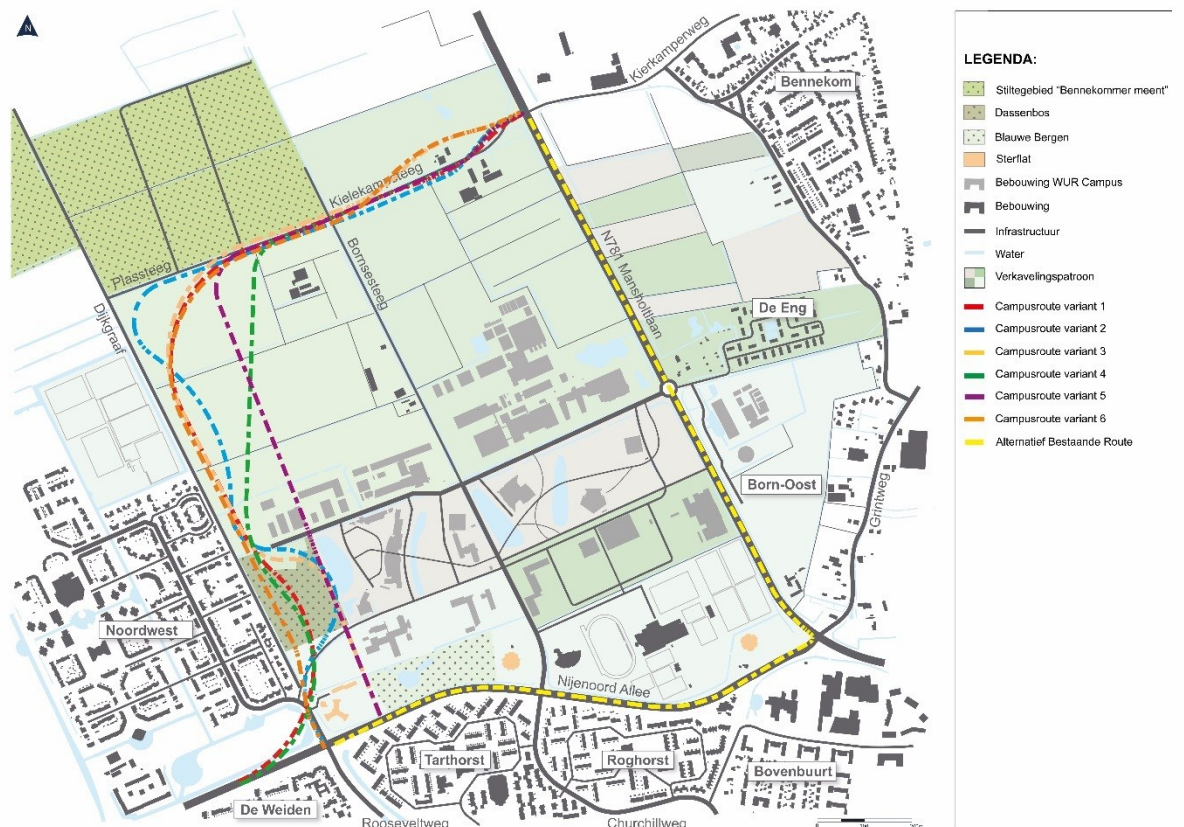 N
Kierkamperweg
Bennekom
Kielekampsteeg
Plassteeg
Bornsesteeg
N781 Mansholtlaan
Dijkgraaf
De Eng
Born-Oost
Grintweg
Noordwest
Nijenoord Allee
Tarthorst
Roghorst
Bovenbuurt
De Weiden
Rooseveltweg
Churchillweg
LEGENDA:
Stiltegebied "Bennekommer meent"
Dassenbos
Blauwe Bergen
Sterflat
Bebouwing WUR Campus
Bebouwing
Infrastructuur
Water
Verkavelingspatroon
Campusroute variant 1
Campusroute variant 2
Campusroute variant 3
Campusroute variant 4
Campusroute variant 5
Campusroute variant 6
Alternatief Bestaande Route